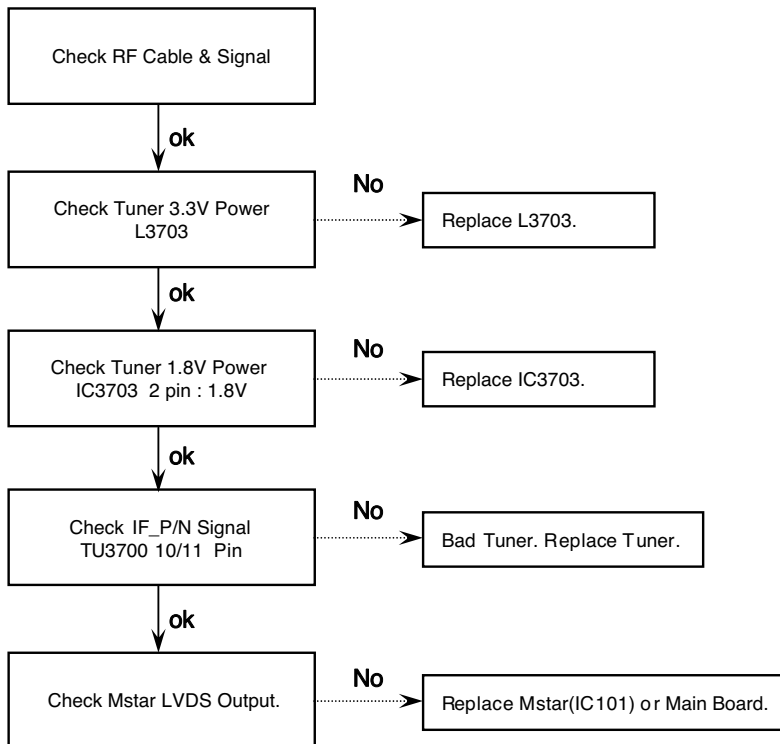 Check RF Cable & Signal
ok
Check Tuner 3.3V Power
L3703
No
Replace L3703.
ok
Check Tuner 1.8V Power
IC3703 2 pin : 1.8V
No
Replace IC3703.
ok
Check IF_P/N Signal
TU3700 10/11 Pin
No
Bad Tuner. Replace Tuner.
ok
Check Mstar LVDS Output.
No
Replace Mstar(IC101) or Main Board.